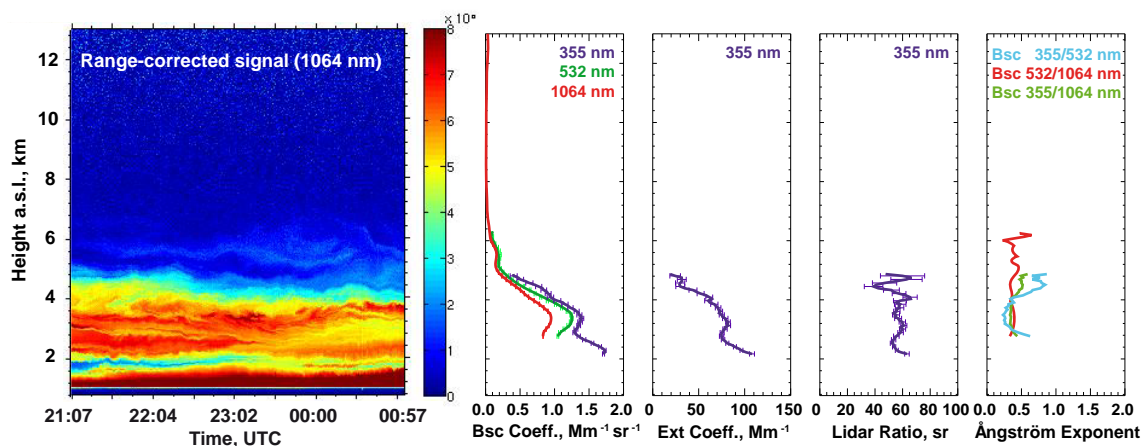 × 10⁶
Range-corrected signal (1064 nm)
Height a.s.l., km
12
10
8
6
4
2
21:07 22:04 23:02 00:00 00:57
Time, UTC
8
7
6
5
4
3
2
1
0
355 nm
532 nm
1064 nm
0.0 0.5 1.0 1.5 2.0
Bsc Coeff., Mm⁻¹ sr⁻¹
355 nm
0 50 100 150
Ext Coeff., Mm⁻¹
355 nm
0 20 40 60 80 100
Lidar Ratio, sr
Bsc 355/532 nm
Bsc 532/1064 nm
Bsc 355/1064 nm
0.0 0.5 1.0 1.5 2.0
Ångström Exponent